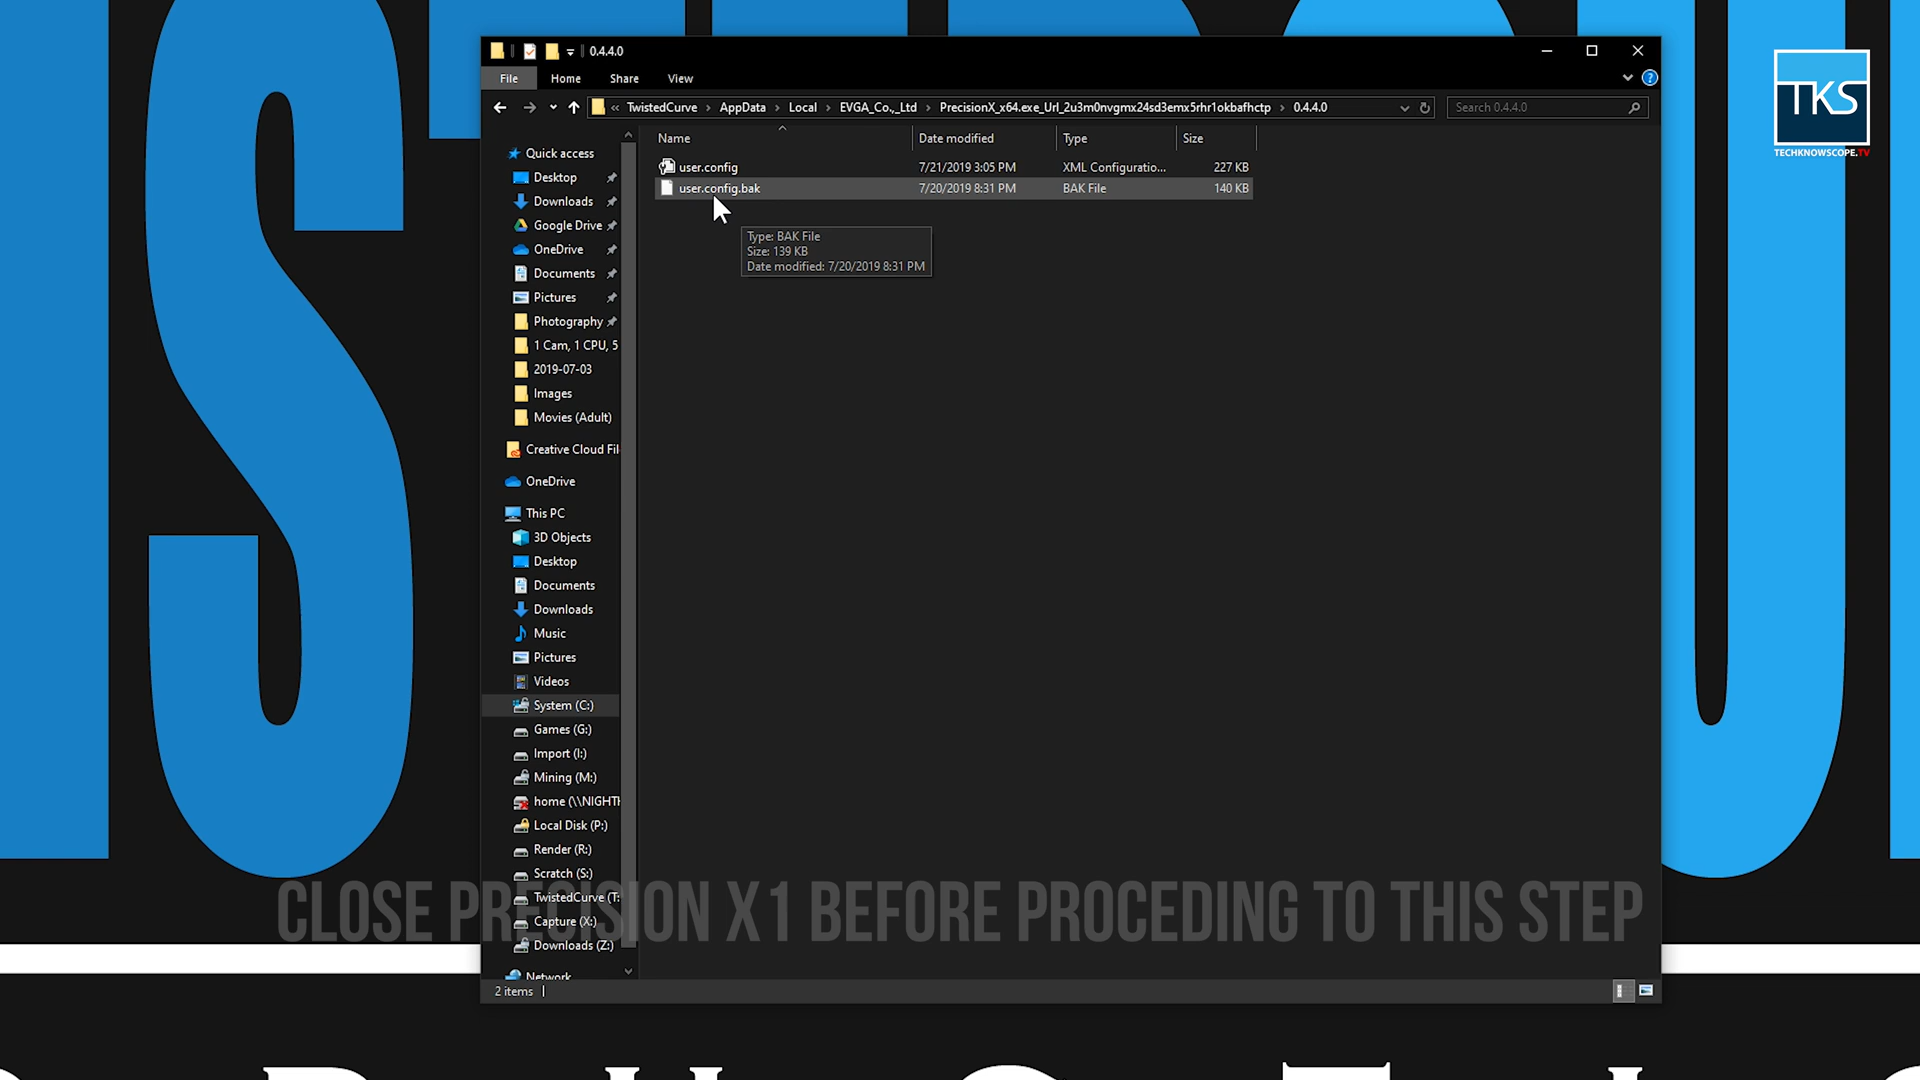 0.4.4.0
File Home Share View
« TwistedCurve > AppData > Local > EVGA_Co.,_Ltd > PrecisionX_x64.exe_Url_2u3m0nvgmx24sd3emx5rhr1okbafhctp > 0.4.4.0
Search 0.4.4.0
TKS
TECHKNOWSCOPE.TV
Name Date modified Type Size
user.config 7/21/2019 3:05 PM XML Configuratio... 227 KB
user.config.bak 7/20/2019 8:31 PM BAK File 140 KB
Type: BAK File
Size: 139 KB
Date modified: 7/20/2019 8:31 PM
Quick access
Desktop
Downloads
Google Drive
OneDrive
Documents
Pictures
Photography
1 Cam, 1 CPU, 5
2019-07-03
Images
Movies (Adult)
Creative Cloud Fil
OneDrive
This PC
3D Objects
Desktop
Documents
Downloads
Music
Pictures
Videos
System (C:)
Games (G:)
Import (I:)
Mining (M:)
home (\\NIGHTH
Local Disk (P:)
Render (R:)
Scratch (S:)
TwistedCurve (T:
Capture (X:)
Downloads (Z:)
Network
CLOSE PRECISION X1 BEFORE PROCEDING TO THIS STEP
2 items